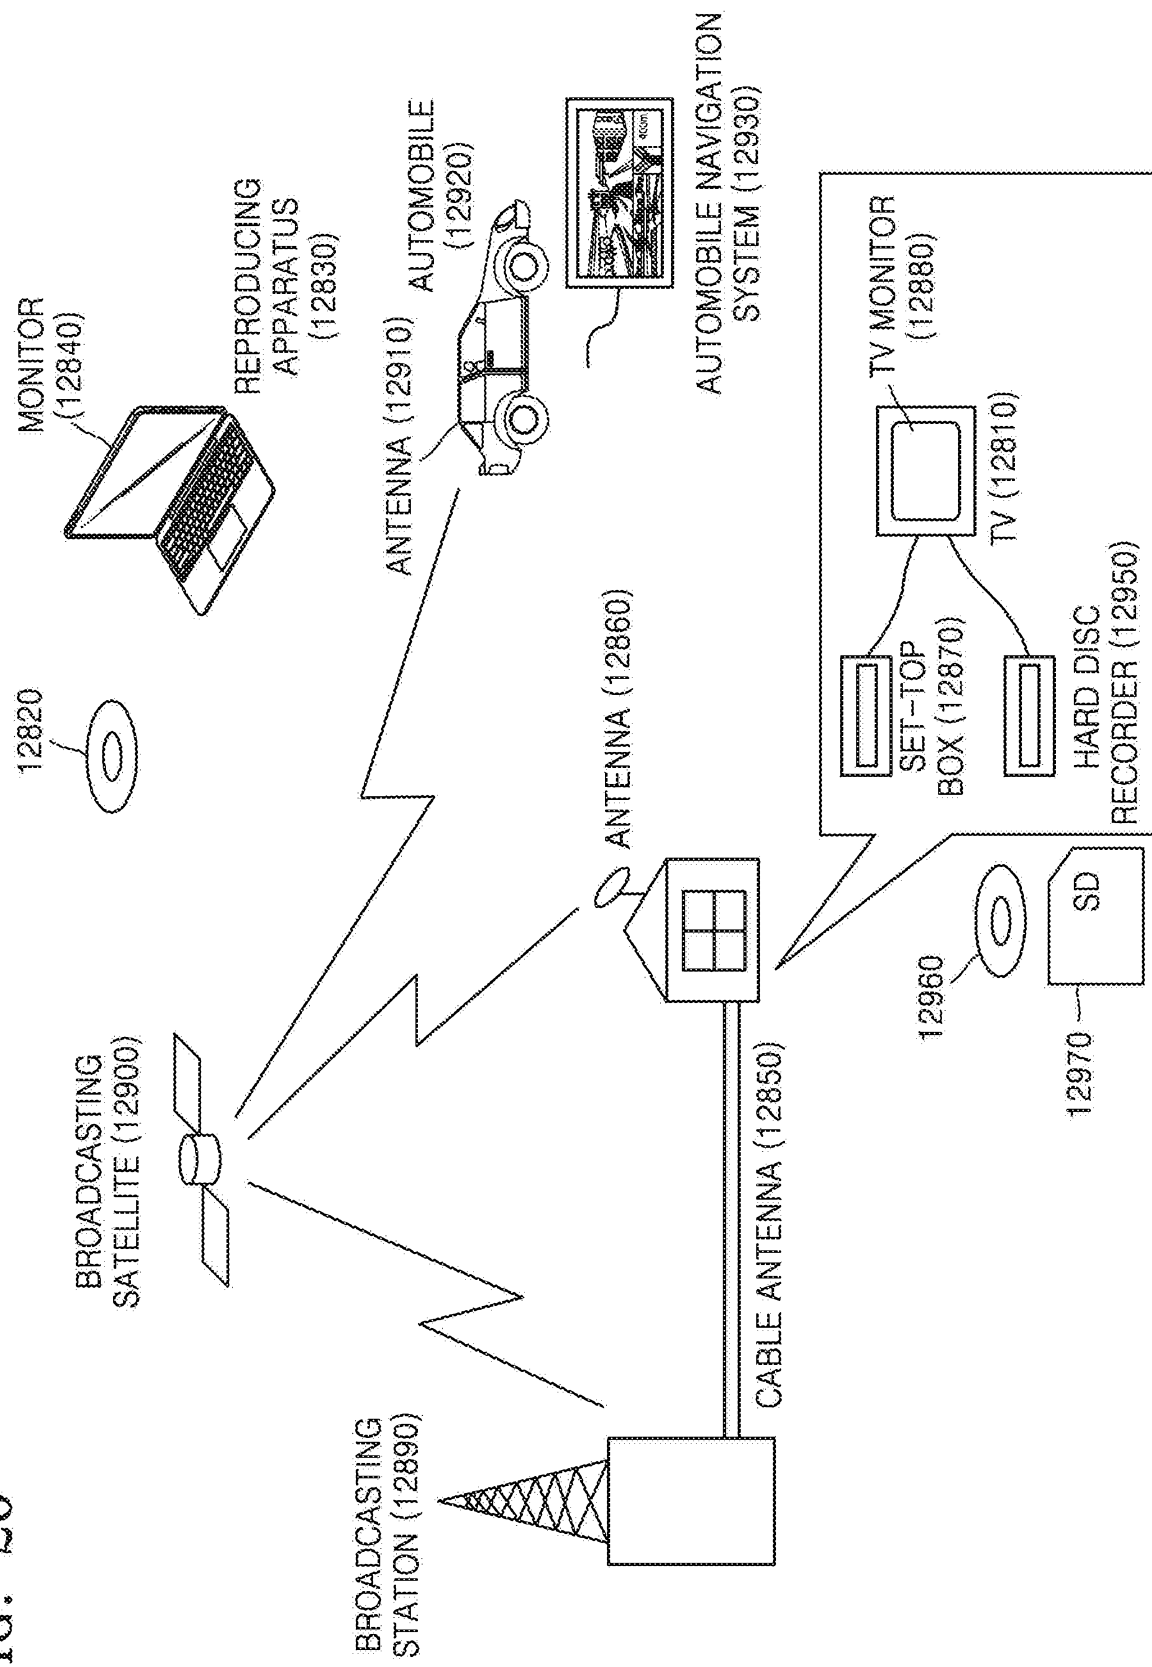 BROADCASTING
SATELLITE (12900)
12820
MONITOR
(12840)
REPRODUCING
APPARATUS
(12830)
BROADCASTING
STATION (12890)
ANTENNA (12910)
AUTOMOBILE
(12920)
400m
ANTENNA (12860)
AUTOMOBILE NAVIGATION
SYSTEM (12930)
CABLE ANTENNA (12850)
TV MONITOR
(12880)
SET-TOP
BOX (12870)
TV (12810)
12960
SD
12970
HARD DISC
RECORDER (12950)